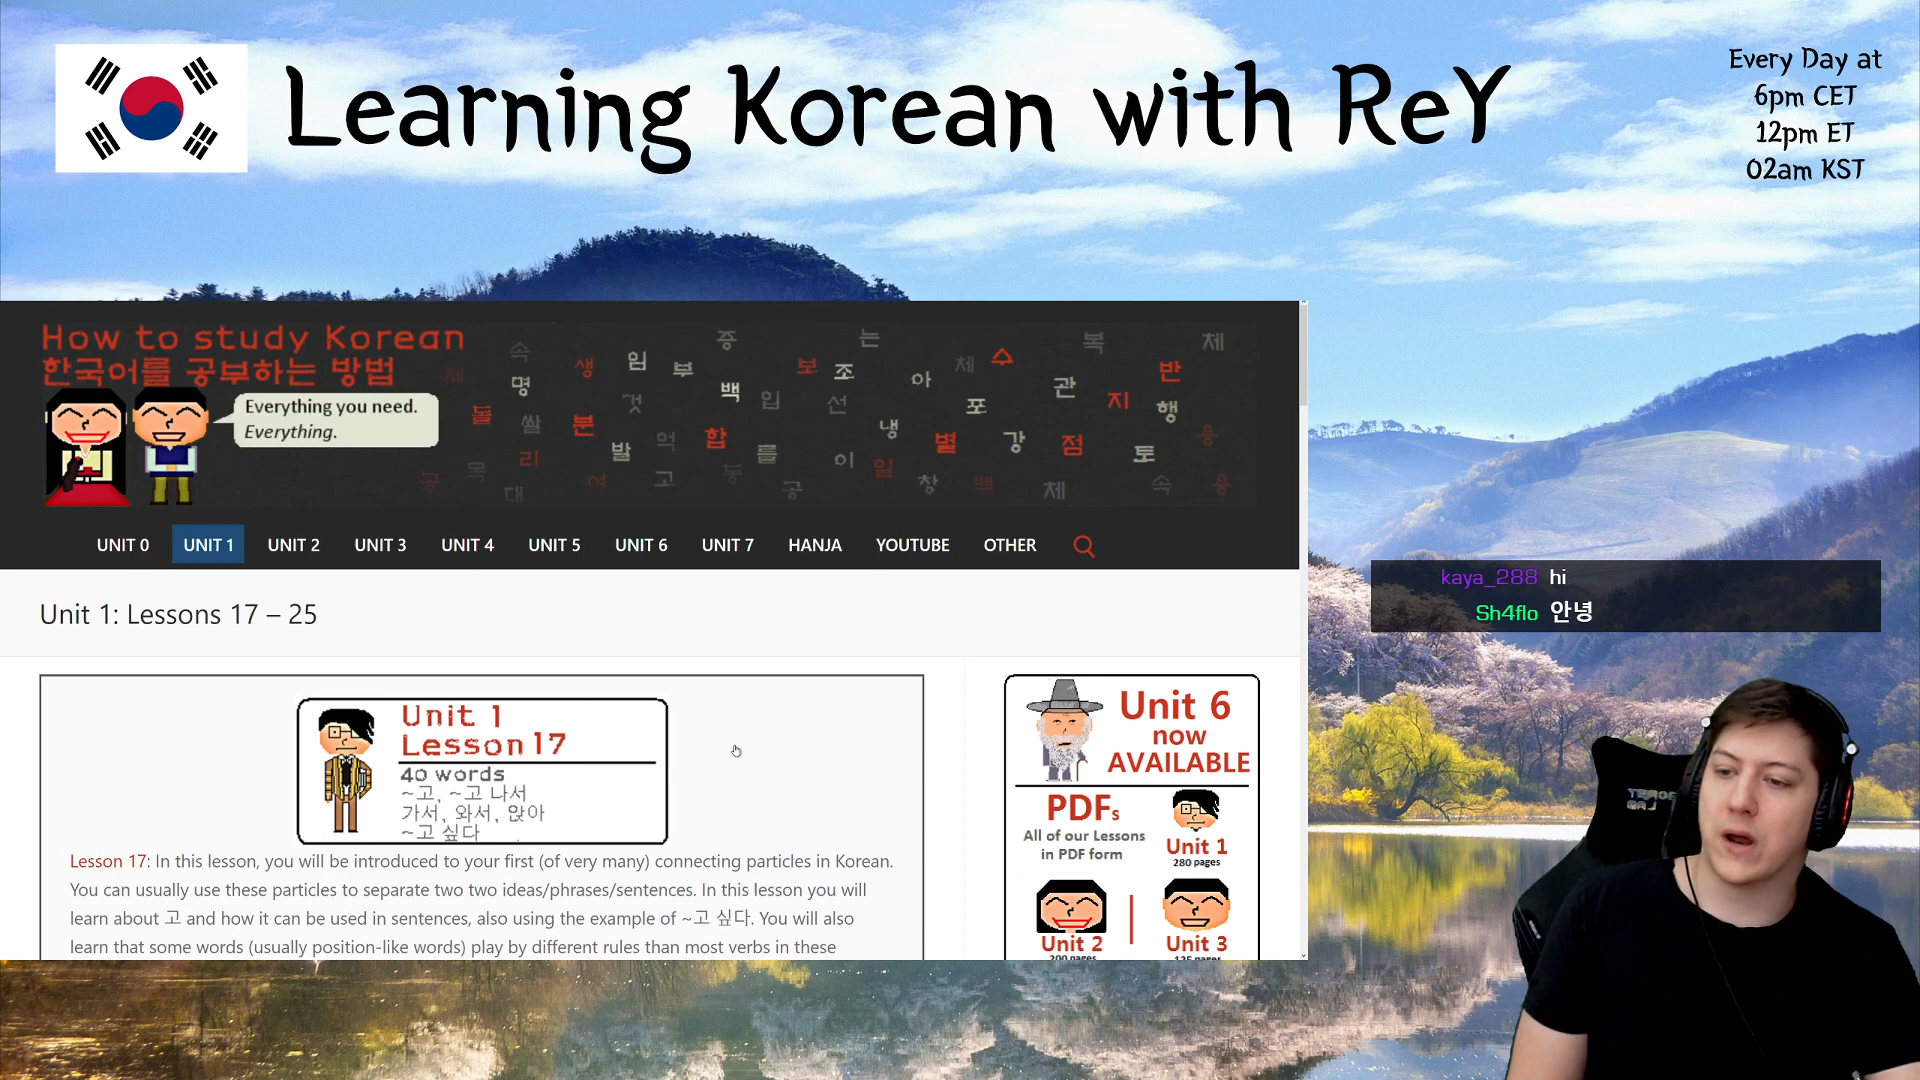 Learning Korean with ReY
Every Day at
6pm CET
12pm ET
02am KST
How to study Korean
한국어를 공부하는 방법
Everything you need.
Everything.
UNIT 0 UNIT 1 UNIT 2 UNIT 3 UNIT 4 UNIT 5 UNIT 6 UNIT 7 HANJA YOUTUBE OTHER
Unit 1: Lessons 17 – 25
Unit 1
Lesson 17
40 words
~고, ~고 나서
가서, 와서, 앉아
~고 싶다
Lesson 17: In this lesson, you will be introduced to your first (of very many) connecting particles in Korean.
You can usually use these particles to separate two two ideas/phrases/sentences. In this lesson you will
learn about 고 and how it can be used in sentences, also using the example of ~고 싶다. You will also
learn that some words (usually position-like words) play by different rules than most verbs in these
Unit 6
now
AVAILABLE
PDFs
All of our Lessons
in PDF form
Unit 1
280 pages
Unit 2
Unit 3
kaya_288 hi
Sh4flo 안녕